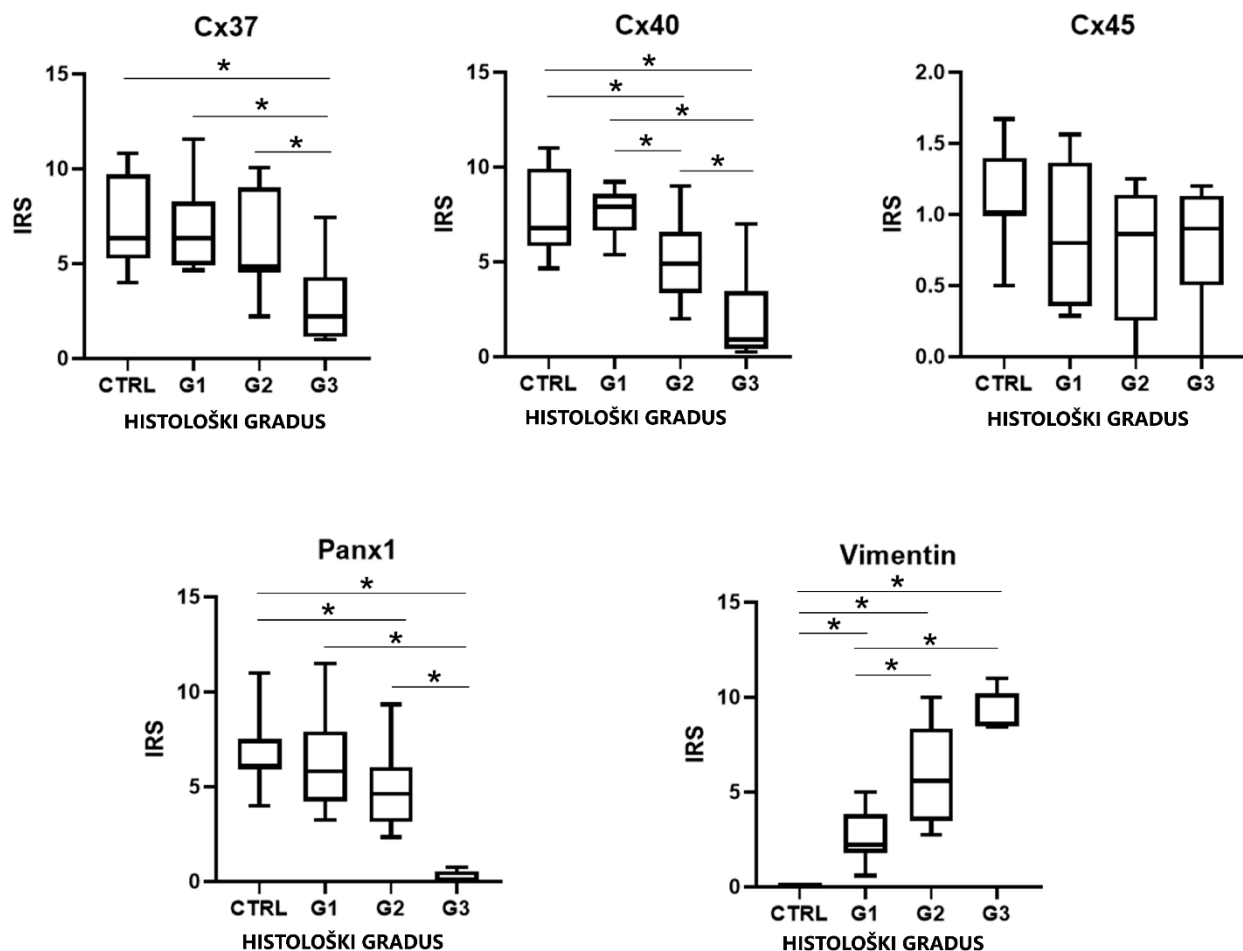 Cx37
Cx40
Cx45
15
10
5
0
IRS
*
*
*
CTRL G1 G2 G3
HISTOLOŠKI GRADUS
15
10
5
0
IRS
*
*
*
*
*
CTRL G1 G2 G3
HISTOLOŠKI GRADUS
2.0
1.5
1.0
0.5
0.0
IRS
CTRL G1 G2 G3
HISTOLOŠKI GRADUS
Panx1
15
10
5
0
IRS
*
*
*
*
CTRL G1 G2 G3
HISTOLOŠKI GRADUS
Vimentin
15
10
5
0
IRS
*
*
*
*
*
CTRL G1 G2 G3
HISTOLOŠKI GRADUS